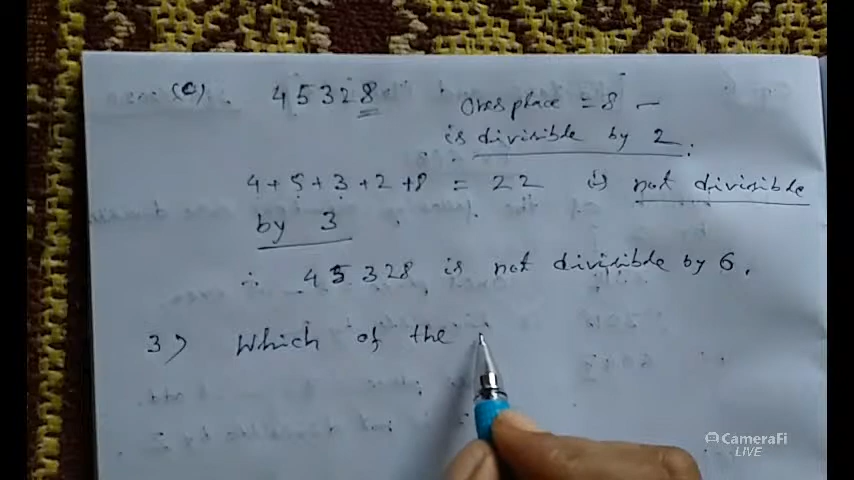 (c). 45328 Ones place = 8 –
is divisible by 2.
4 + 5 + 3 + 2 + 8 = 22 is not divisible
by 3
∴ 45328 is not divisible by 6.
3) Which of the
CameraFi
LIVE